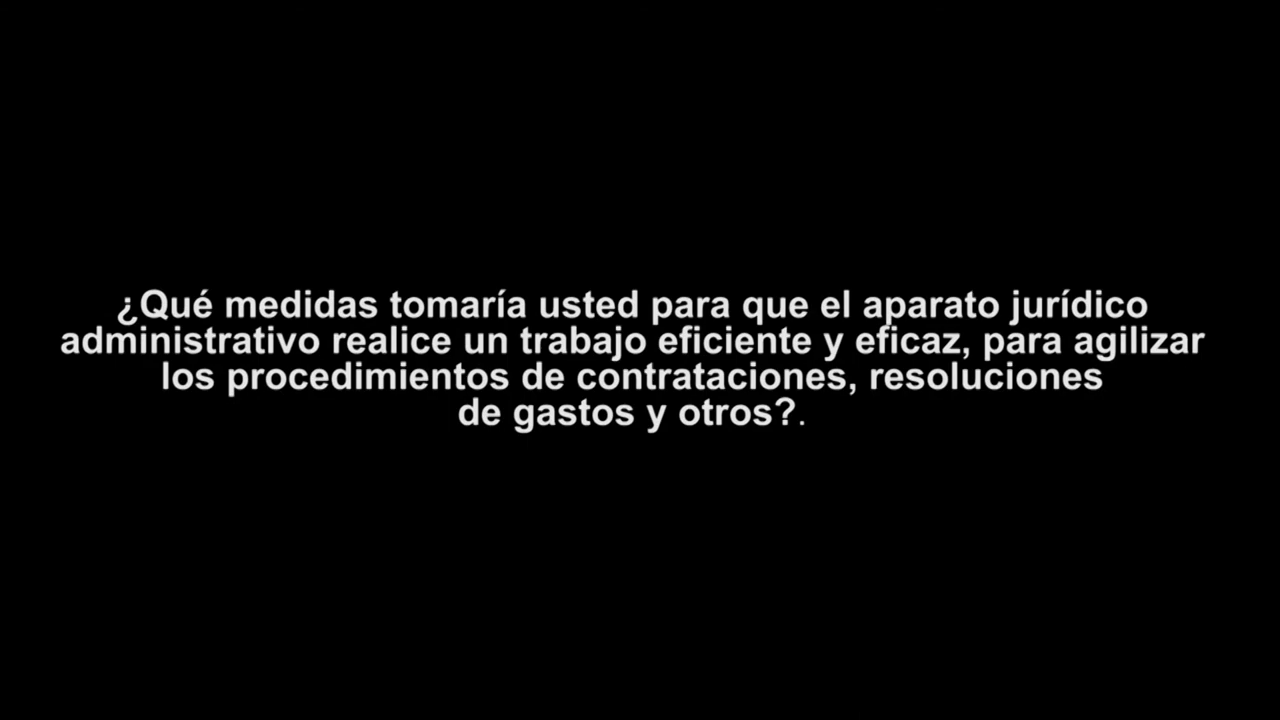 ¿Qué medidas tomaría usted para que el aparato jurídico
administrativo realice un trabajo eficiente y eficaz, para agilizar
los procedimientos de contrataciones, resoluciones
de gastos y otros?.